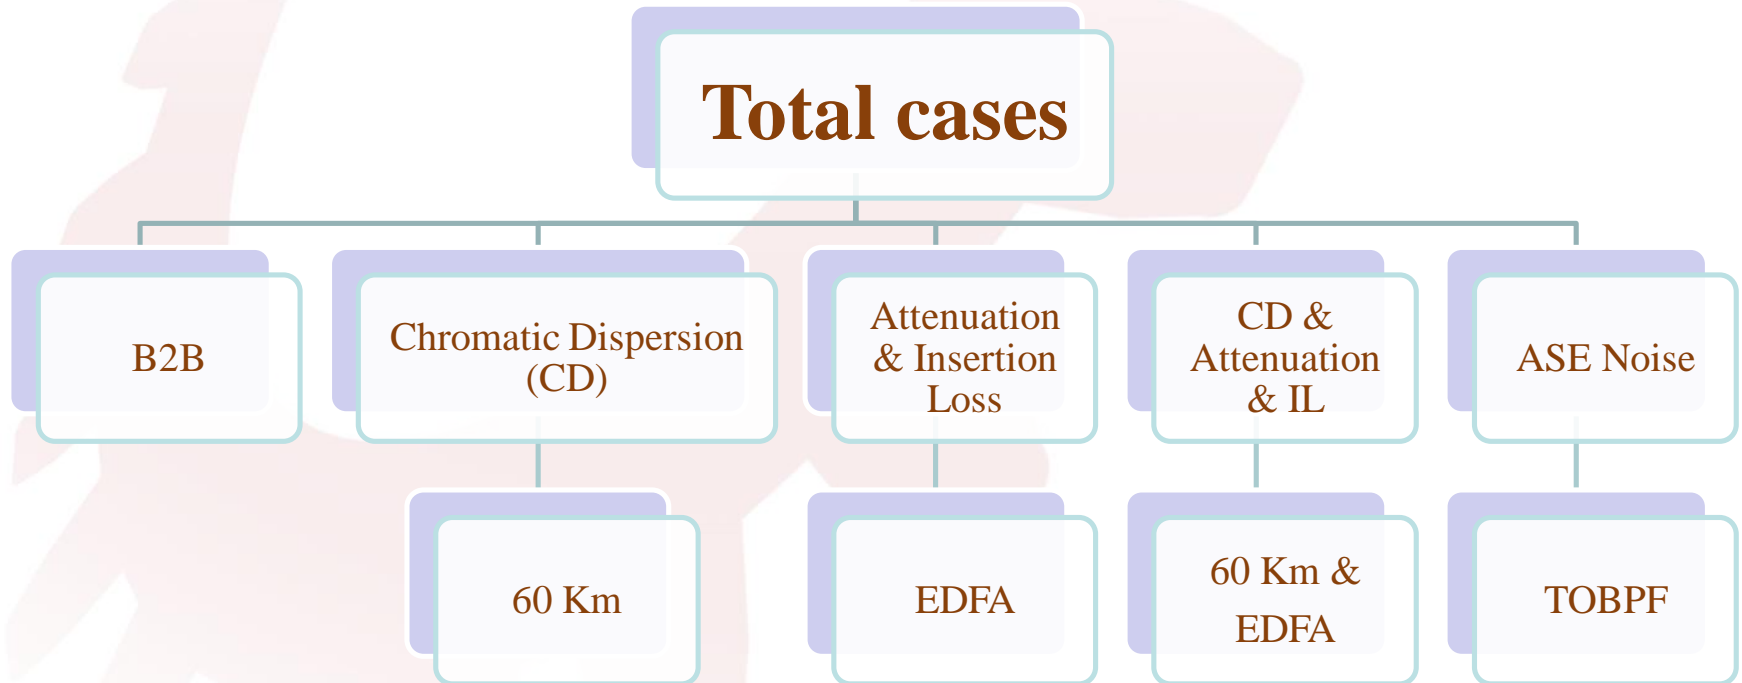 Total cases
B2B
Chromatic Dispersion
(CD)
Attenuation
& Insertion
Loss
CD &
Attenuation
& IL
ASE Noise
60 Km
EDFA
60 Km &
EDFA
TOBPF